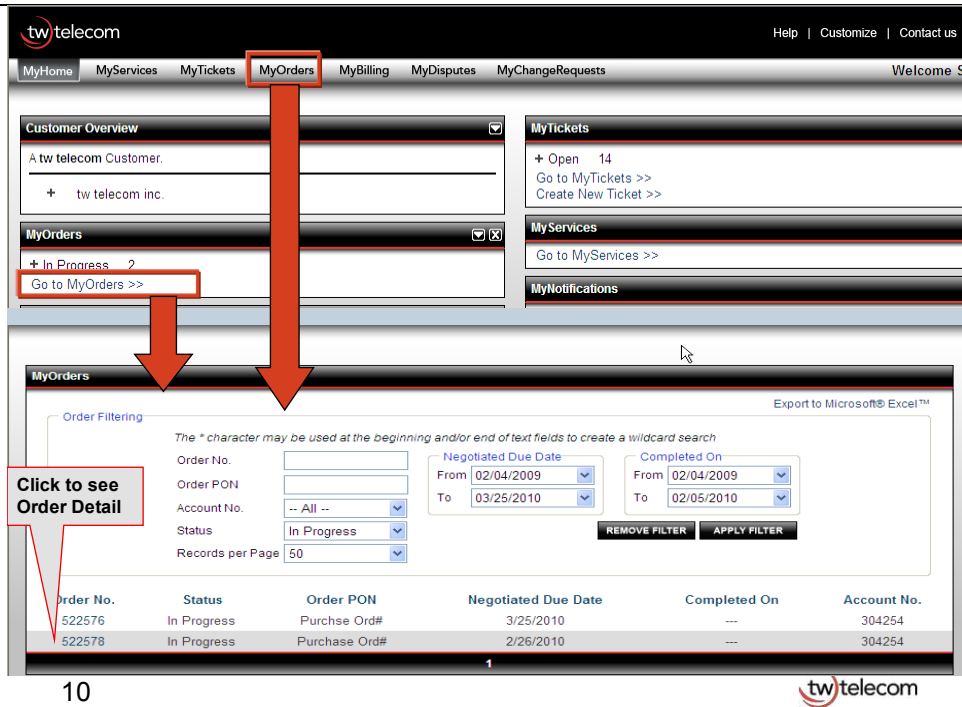 tw telecom
Help | Customize | Contact us
MyHome MyServices MyTickets MyOrders MyBilling MyDisputes MyChangeRequests Welcome S
Customer Overview
A tw telecom Customer.
+ tw telecom inc.
MyOrders
+ In Progress 2
Go to MyOrders >>
MyTickets
+ Open 14
Go to MyTickets >>
Create New Ticket >>
MyServices
Go to MyServices >>
MyNotifications
MyOrders
Export to Microsoft® Excel™
Order Filtering
The * character may be used at the beginning and/or end of text fields to create a wildcard search
Order No.
Order PON
Account No. -- All --
Status In Progress
Records per Page 50
Negotiated Due Date
From 02/04/2009
To 03/25/2010
Completed On
From 02/04/2009
To 02/05/2010
REMOVE FILTER APPLY FILTER
Click to see
Order Detail
Order No. Status Order PON Negotiated Due Date Completed On Account No.
522576 In Progress Purchse Ord# 3/25/2010 --- 304254
522578 In Progress Purchase Ord# 2/26/2010 --- 304254
1
10
tw telecom